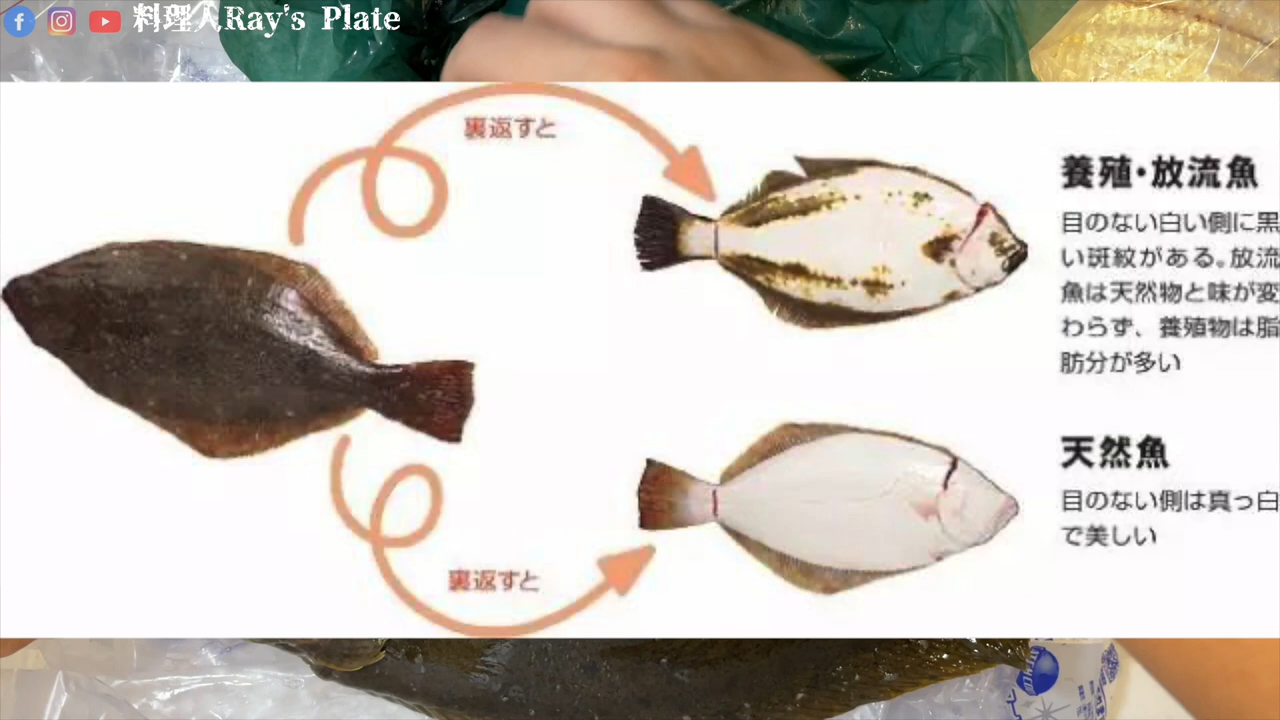 料理人Ray's Plate
裏返すと
養殖・放流魚
目のない白い側に黒
い斑紋がある。放流
魚は天然物と味が変
わらず、養殖物は脂
肪分が多い
天然魚
目のない側は真っ白
で美しい
裏返すと